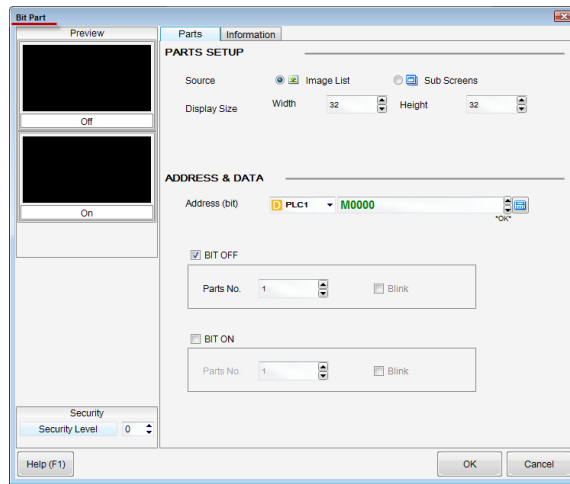 Bit Part
Preview
Off
On
Security
Security Level 0
Parts Information
PARTS SETUP
Source Image List Sub Screens
Display Size Width 32 Height 32
ADDRESS & DATA
Address (bit) D PLC1 M0000
*OK*
BIT OFF
Parts No. 1 Blink
BIT ON
Parts No. 1 Blink
Help (F1) OK Cancel